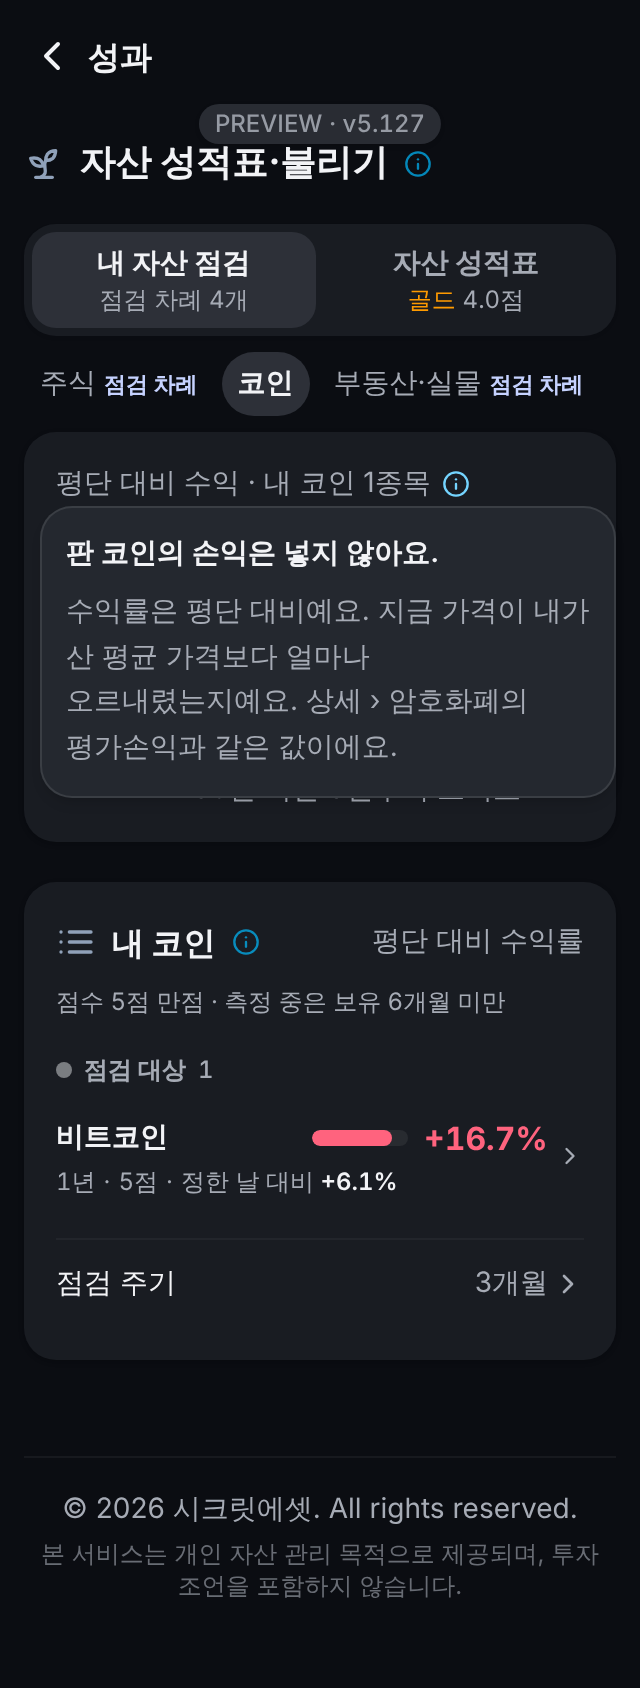 성과
PREVIEW · v5.127
자산 성적표·불리기
내 자산 점검
점검 차례 4개
자산 성적표
골드 4.0점
주식 점검 차례
코인
부동산·실물 점검 차례
평단 대비 수익 · 내 코인 1종목
판 코인의 손익은 넣지 않아요.
수익률은 평단 대비예요. 지금 가격이 내가
산 평균 가격보다 얼마나
오르내렸는지예요. 상세 › 암호화폐의
평가손익과 같은 값이에요.
내 코인
평단 대비 수익률
점수 5점 만점 · 측정 중은 보유 6개월 미만
점검 대상 1
비트코인
+16.7%
1년 · 5점 · 정한 날 대비 +6.1%
점검 주기
3개월
© 2026 시크릿에셋. All rights reserved.
본 서비스는 개인 자산 관리 목적으로 제공되며, 투자
조언을 포함하지 않습니다.